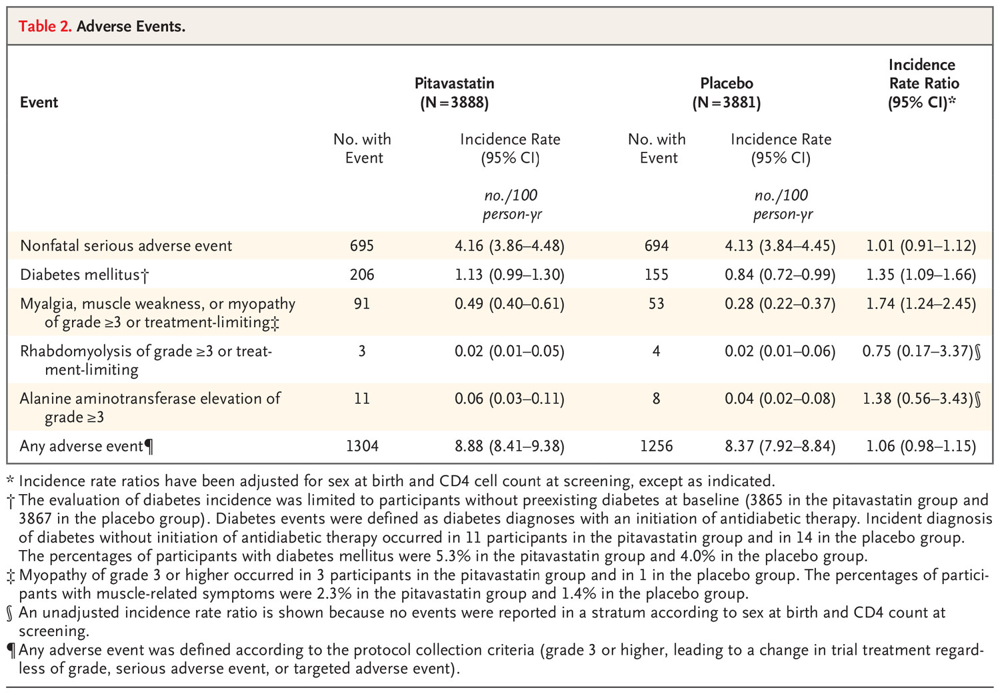 Table 2. Adverse Events.
Event
Pitavastatin
(N = 3888)
Placebo
(N = 3881)
Incidence
Rate Ratio
(95% CI)*
No. with
Event
Incidence Rate
(95% CI)
No. with
Event
Incidence Rate
(95% CI)
no./100
person-yr
no./100
person-yr
Nonfatal serious adverse event 695 4.16 (3.86–4.48) 694 4.13 (3.84–4.45) 1.01 (0.91–1.12)
Diabetes mellitus† 206 1.13 (0.99–1.30) 155 0.84 (0.72–0.99) 1.35 (1.09–1.66)
Myalgia, muscle weakness, or myopathy 91 0.49 (0.40–0.61) 53 0.28 (0.22–0.37) 1.74 (1.24–2.45)
of grade ≥3 or treatment-limiting‡
Rhabdomyolysis of grade ≥3 or treat- 3 0.02 (0.01–0.05) 4 0.02 (0.01–0.06) 0.75 (0.17–3.37)§
ment-limiting
Alanine aminotransferase elevation of 11 0.06 (0.03–0.11) 8 0.04 (0.02–0.08) 1.38 (0.56–3.43)§
grade ≥3
Any adverse event¶ 1304 8.88 (8.41–9.38) 1256 8.37 (7.92–8.84) 1.06 (0.98–1.15)
* Incidence rate ratios have been adjusted for sex at birth and CD4 cell count at screening, except as indicated.
† The evaluation of diabetes incidence was limited to participants without preexisting diabetes at baseline (3865 in the pitavastatin group and
3867 in the placebo group). Diabetes events were defined as diabetes diagnoses with an initiation of antidiabetic therapy. Incident diagnosis
of diabetes without initiation of antidiabetic therapy occurred in 11 participants in the pitavastatin group and in 14 in the placebo group.
The percentages of participants with diabetes mellitus were 5.3% in the pitavastatin group and 4.0% in the placebo group.
‡ Myopathy of grade 3 or higher occurred in 3 participants in the pitavastatin group and in 1 in the placebo group. The percentages of partici-
pants with muscle-related symptoms were 2.3% in the pitavastatin group and 1.4% in the placebo group.
§ An unadjusted incidence rate ratio is shown because no events were reported in a stratum according to sex at birth and CD4 count at
screening.
¶ Any adverse event was defined according to the protocol collection criteria (grade 3 or higher, leading to a change in trial treatment regard-
less of grade, serious adverse event, or targeted adverse event).